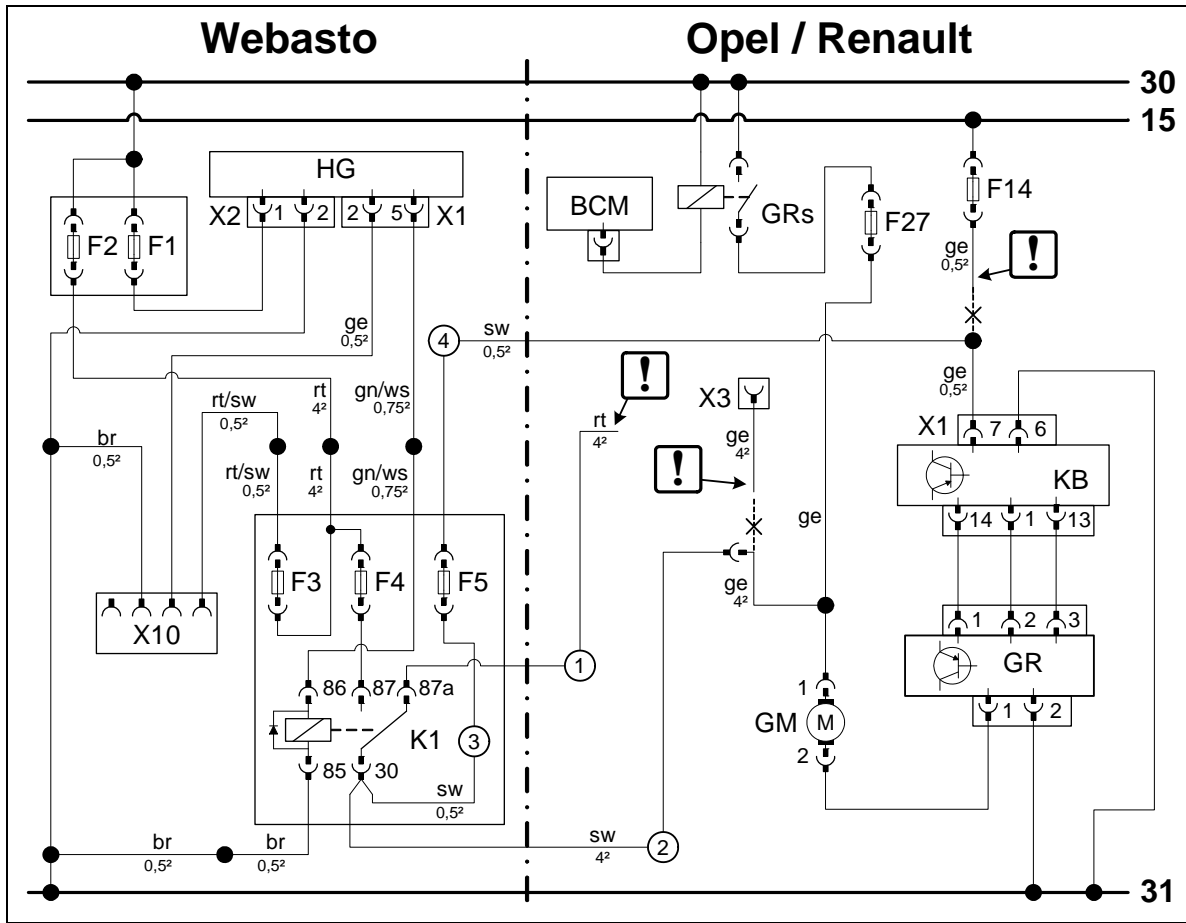 Webasto
Opel / Renault
30
15
HG
X2 1 2 2 5 X1
F2 F1
BCM
GRs
F27
F14
ge
0,5²
!
ge
0,5²
4
sw
0,5²
!
rt
4²
X3
ge
4²
!
ge
0,5²
X1 7 6
KB
14 1 13
rt/sw
0,5²
rt
4²
gn/ws
0,75²
br
0,5²
rt/sw
0,5²
rt
4²
gn/ws
0,75²
ge
ge
4²
F3 F4 F5
X10
1 2 3
GR
1 2
1
86 87 87a
K1
3
85 30
sw
0,5²
1
GM M
2
br
0,5²
br
0,5²
sw
4²
2
31